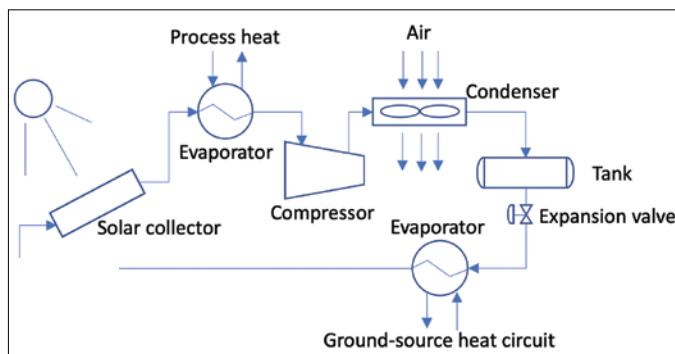 Process heat
Air
Condenser
Evaporator
Compressor
Tank
Solar collector
Expansion valve
Evaporator
Ground-source heat circuit